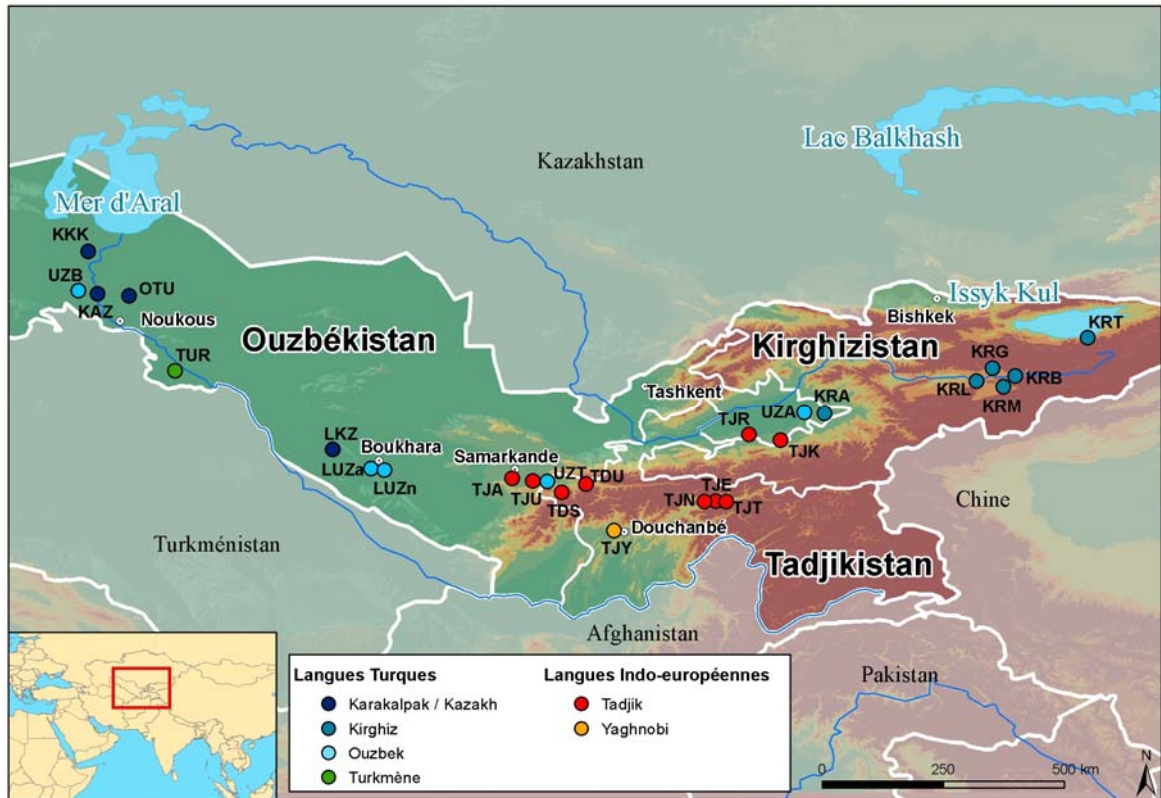 Kazakhstan
Lac Balkhash
Mer d'Aral
KKK
UZB
KAZ
OTU
Noukous
TUR
Ouzbékistan
Issyk Kul
Bishkek
KRT
Kirghizistan
KRG
KRL
KRB
KRM
Tashkent
UZA
KRA
TJR
TJK
LKZ
Boukhara
LUZa
LUZn
Samarkande
TJA
TJU
UZT
TDU
TDS
TJE
TJN
TJT
Chine
TJY
Douchanbé
Turkménistan
Tadjikistan
Afghanistan
Pakistan
Langues Turques
Karakalpak / Kazakh
Kirghiz
Ouzbek
Turkmène
Langues Indo-européennes
Tadjik
Yaghnobi
0 250 500 km
N